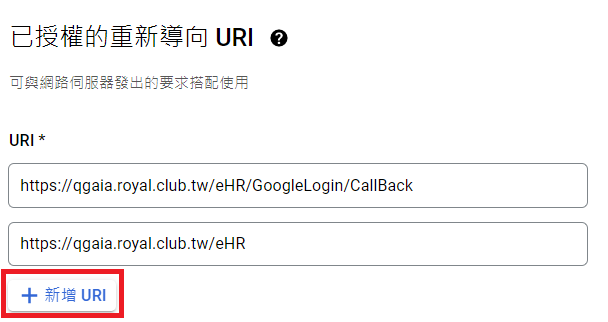 已授權的重新導向 URI ?
可與網路伺服器發出的要求搭配使用
URI *
https://qgaia.royal.club.tw/eHR/GoogleLogin/CallBack
https://qgaia.royal.club.tw/eHR
+ 新增 URI